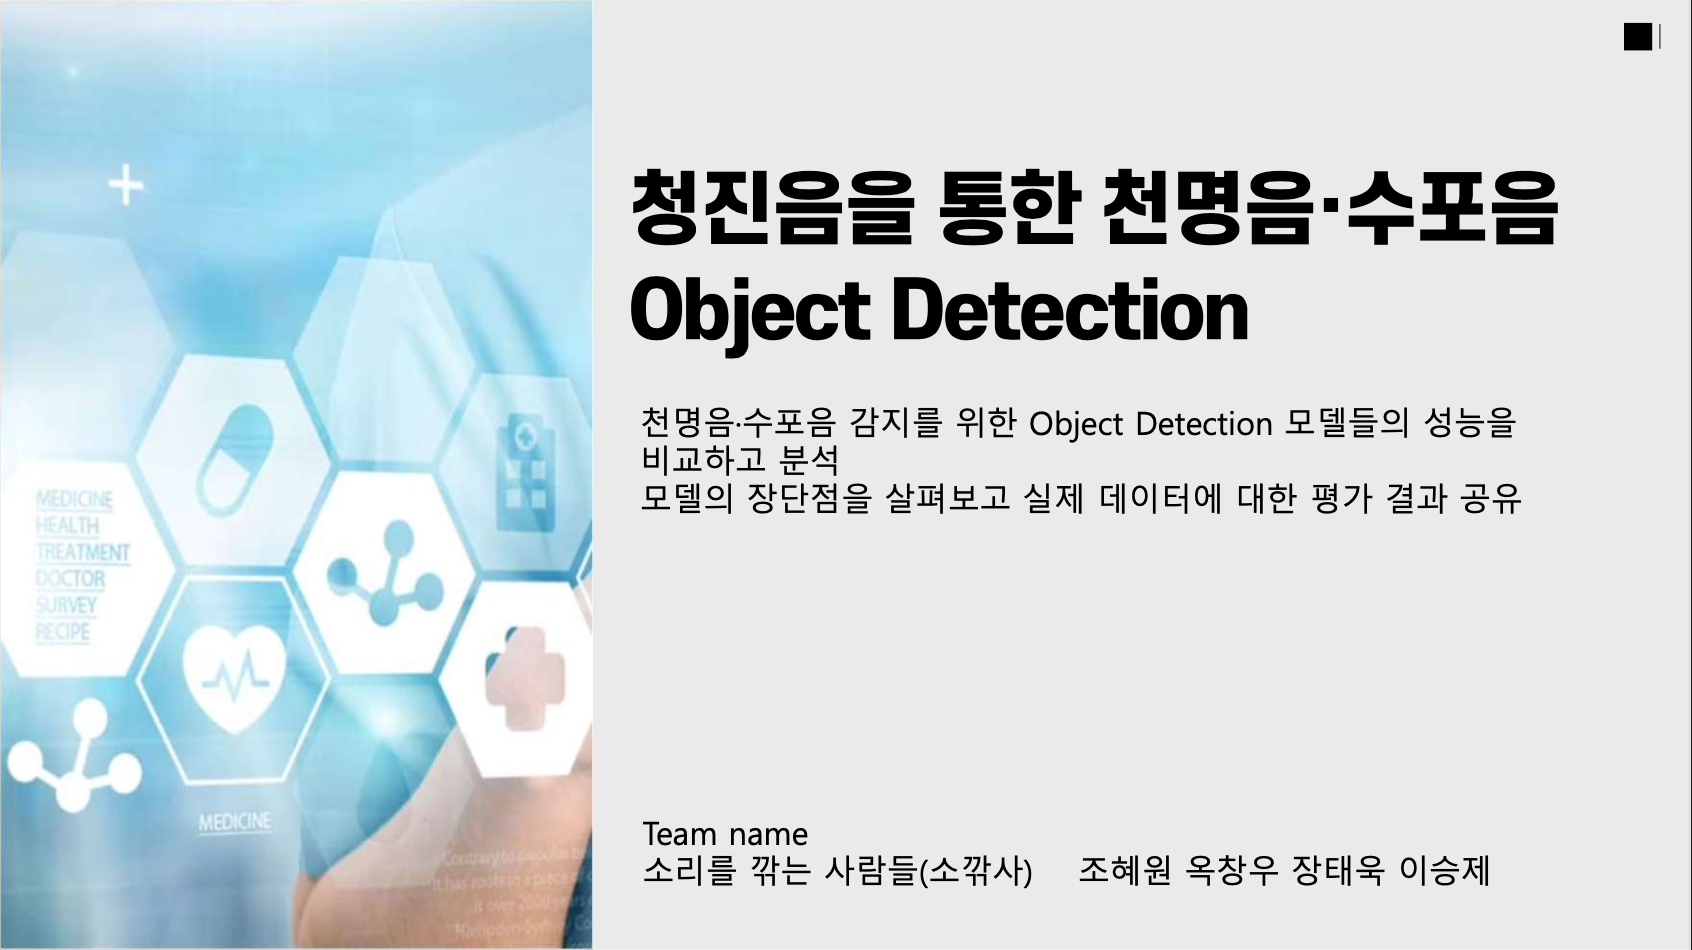 청진음을 통한 천명음·수포음
Object Detection
천명음·수포음 감지를 위한 Object Detection 모델들의 성능을
비교하고 분석
모델의 장단점을 살펴보고 실제 데이터에 대한 평가 결과 공유
MEDICINE
HEALTH
TREATMENT
DOCTOR
SURVEY
RECIPE
MEDICINE
Contrary to popular
It has roots in a piece of
it over 2000 years
Hampden-Sydney
Team name
소리를 깎는 사람들(소깎사) 조혜원 옥창우 장태욱 이승제